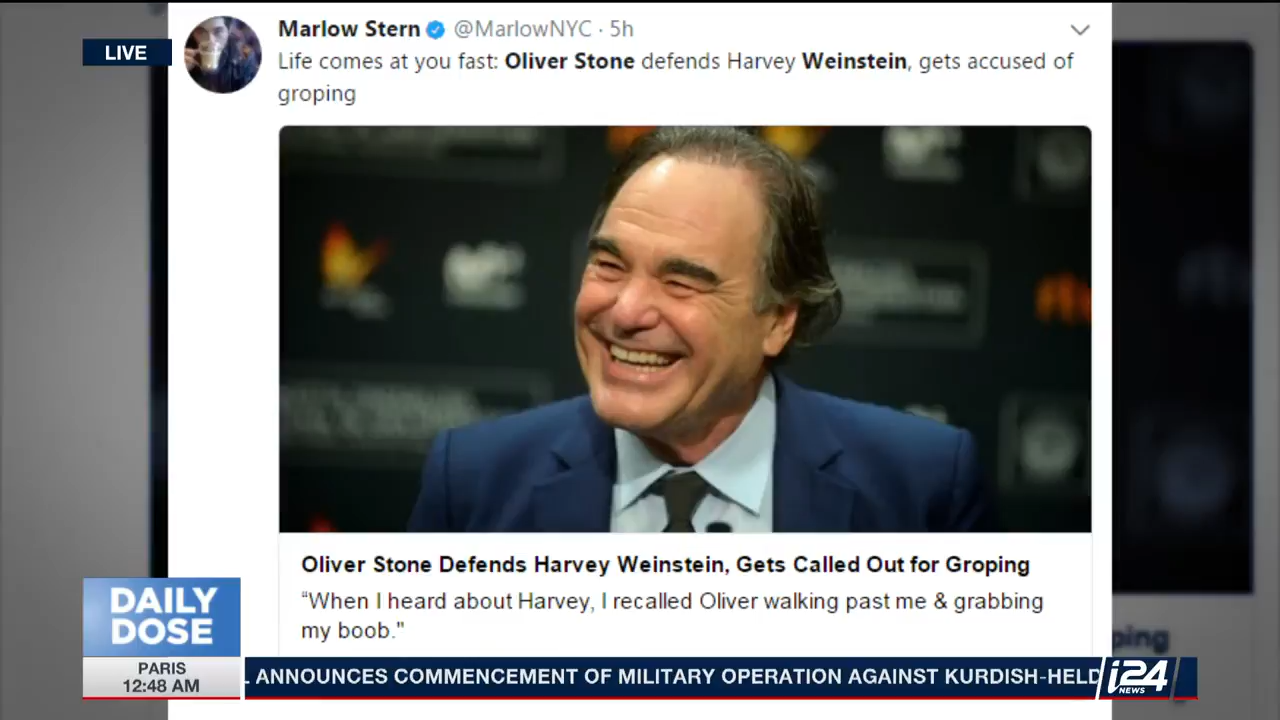 LIVE
Marlow Stern @MarlowNYC · 5h
Life comes at you fast: Oliver Stone defends Harvey Weinstein, gets accused of
groping
Oliver Stone Defends Harvey Weinstein, Gets Called Out for Groping
“When I heard about Harvey, I recalled Oliver walking past me & grabbing
my boob."
ping
DAILY
DOSE
PARIS
12:48 AM
ANNOUNCES COMMENCEMENT OF MILITARY OPERATION AGAINST KURDISH-HELD
i24
NEWS